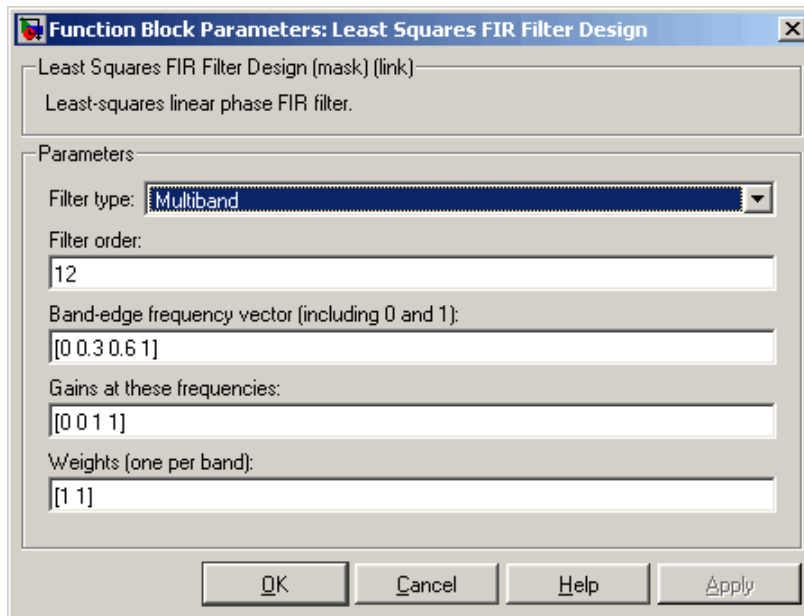 Function Block Parameters: Least Squares FIR Filter Design
Least Squares FIR Filter Design (mask) (link)
Least-squares linear phase FIR filter.
Parameters
Filter type: Multiband
Filter order:
12
Band-edge frequency vector (including 0 and 1):
[0 0.3 0.6 1]
Gains at these frequencies:
[0 0 1 1]
Weights (one per band):
[1 1]
OK Cancel Help Apply